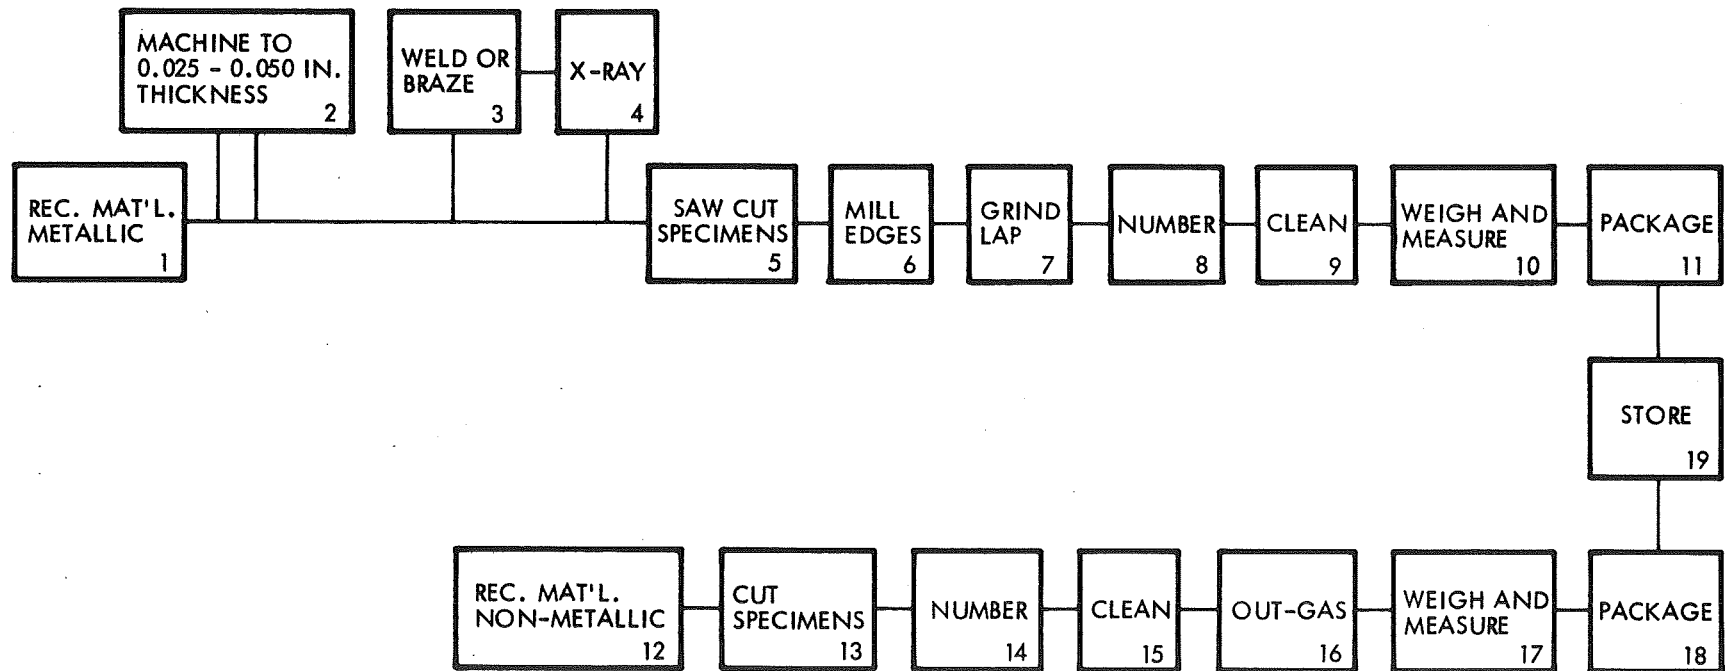 MACHINE TO
0.025 - 0.050 IN.
THICKNESS
2
WELD OR
BRAZE
3
X-RAY
4
REC. MAT'L.
METALLIC
1
SAW CUT
SPECIMENS
5
MILL
EDGES
6
GRIND
LAP
7
NUMBER
8
CLEAN
9
WEIGH AND
MEASURE
10
PACKAGE
11
STORE
19
REC. MAT'L.
NON-METALLIC
12
CUT
SPECIMENS
13
NUMBER
14
CLEAN
15
OUT-GAS
16
WEIGH AND
MEASURE
17
PACKAGE
18